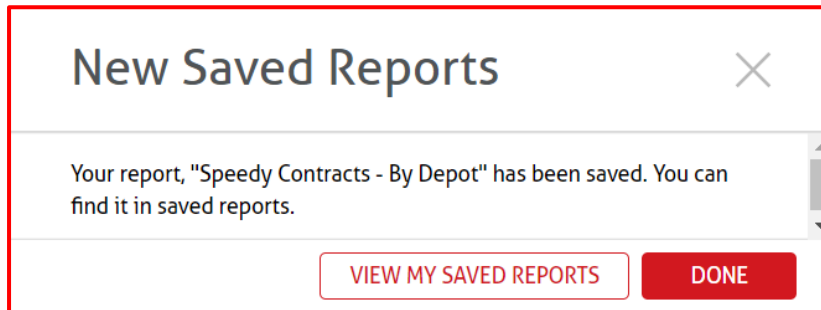 New Saved Reports
Your report, "Speedy Contracts - By Depot" has been saved. You can
find it in saved reports.
VIEW MY SAVED REPORTS
DONE